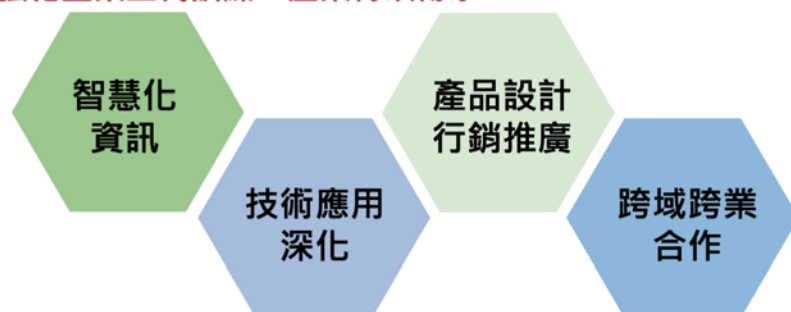 智慧化
資訊
技術應用
深化
產品設計
行銷推廣
跨域跨業
合作